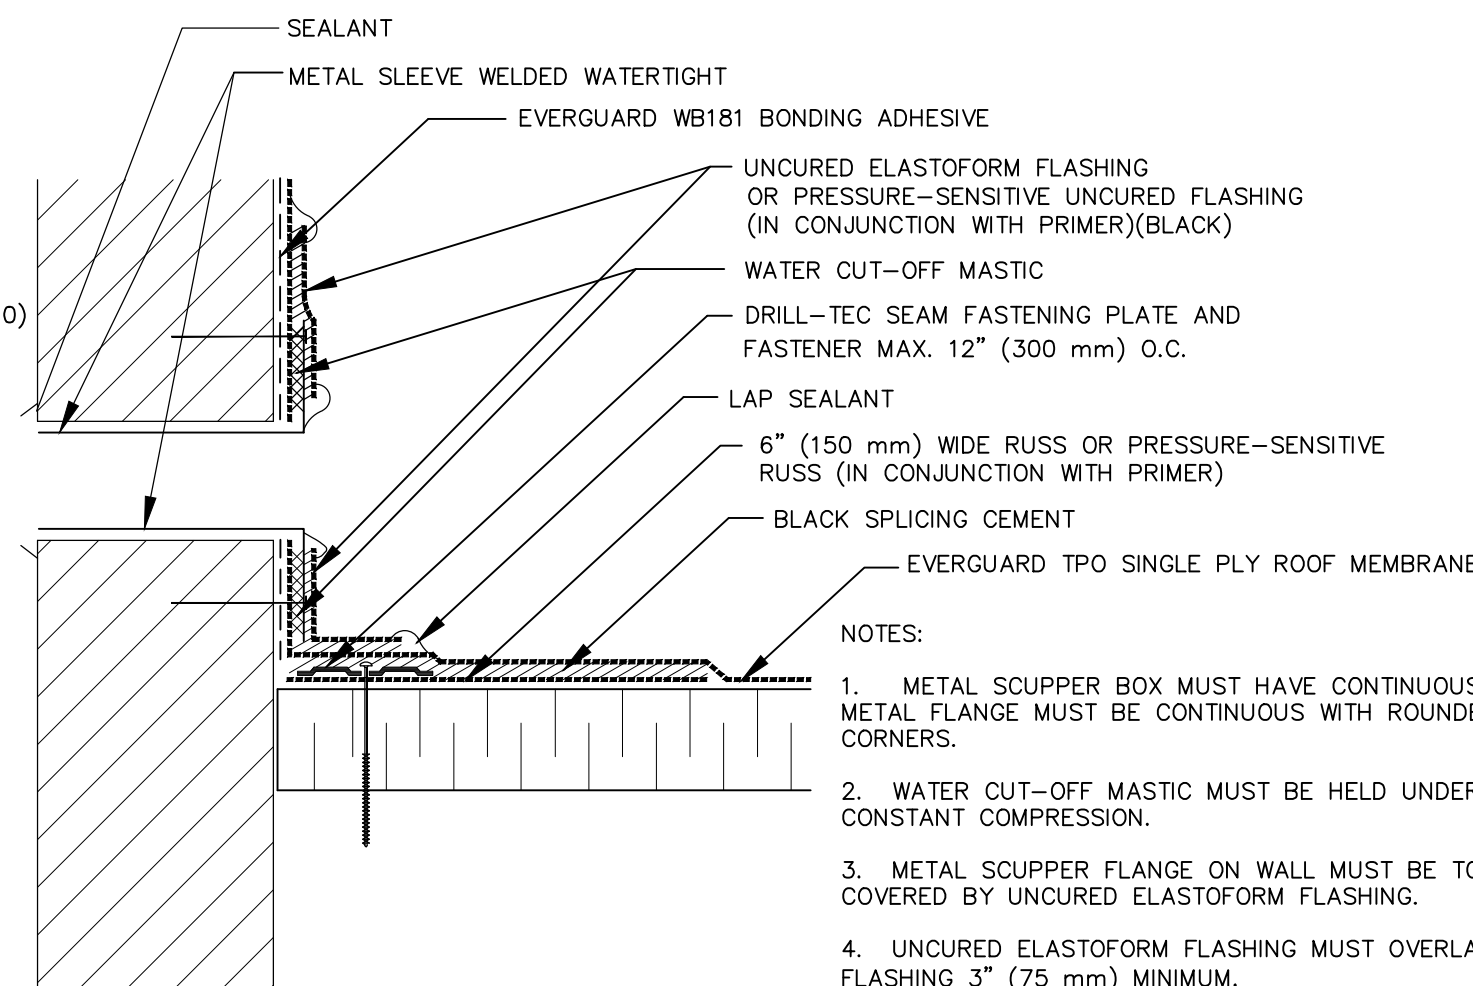 SEALANT
METAL SLEEVE WELDED WATERTIGHT
EVERGUARD WB181 BONDING ADHESIVE
UNCURED ELASTOFORM FLASHING
OR PRESSURE-SENSITIVE UNCURED FLASHING
(IN CONJUNCTION WITH PRIMER)(BLACK)
WATER CUT-OFF MASTIC
0)
DRILL-TEC SEAM FASTENING PLATE AND
FASTENER MAX. 12" (300 mm) O.C.
LAP SEALANT
6" (150 mm) WIDE RUSS OR PRESSURE-SENSITIVE
RUSS (IN CONJUNCTION WITH PRIMER)
BLACK SPLICING CEMENT
EVERGUARD TPO SINGLE PLY ROOF MEMBRANE
NOTES:
1. METAL SCUPPER BOX MUST HAVE CONTINUOUS
METAL FLANGE MUST BE CONTINUOUS WITH ROUNDE
CORNERS.
2. WATER CUT-OFF MASTIC MUST BE HELD UNDER
CONSTANT COMPRESSION.
3. METAL SCUPPER FLANGE ON WALL MUST BE TO
COVERED BY UNCURED ELASTOFORM FLASHING.
4. UNCURED ELASTOFORM FLASHING MUST OVERLA
FLASHING 3" (75 mm) MINIMUM.